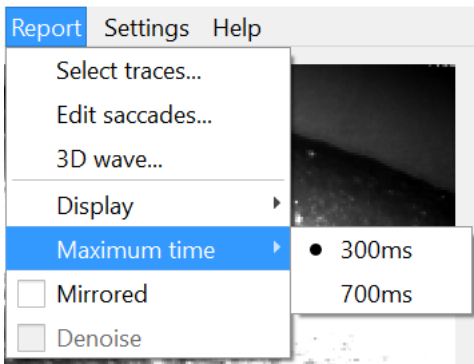 Report Settings Help
Select traces...
Edit saccades...
3D wave...
Display
Maximum time
300ms
700ms
Mirrored
Denoise